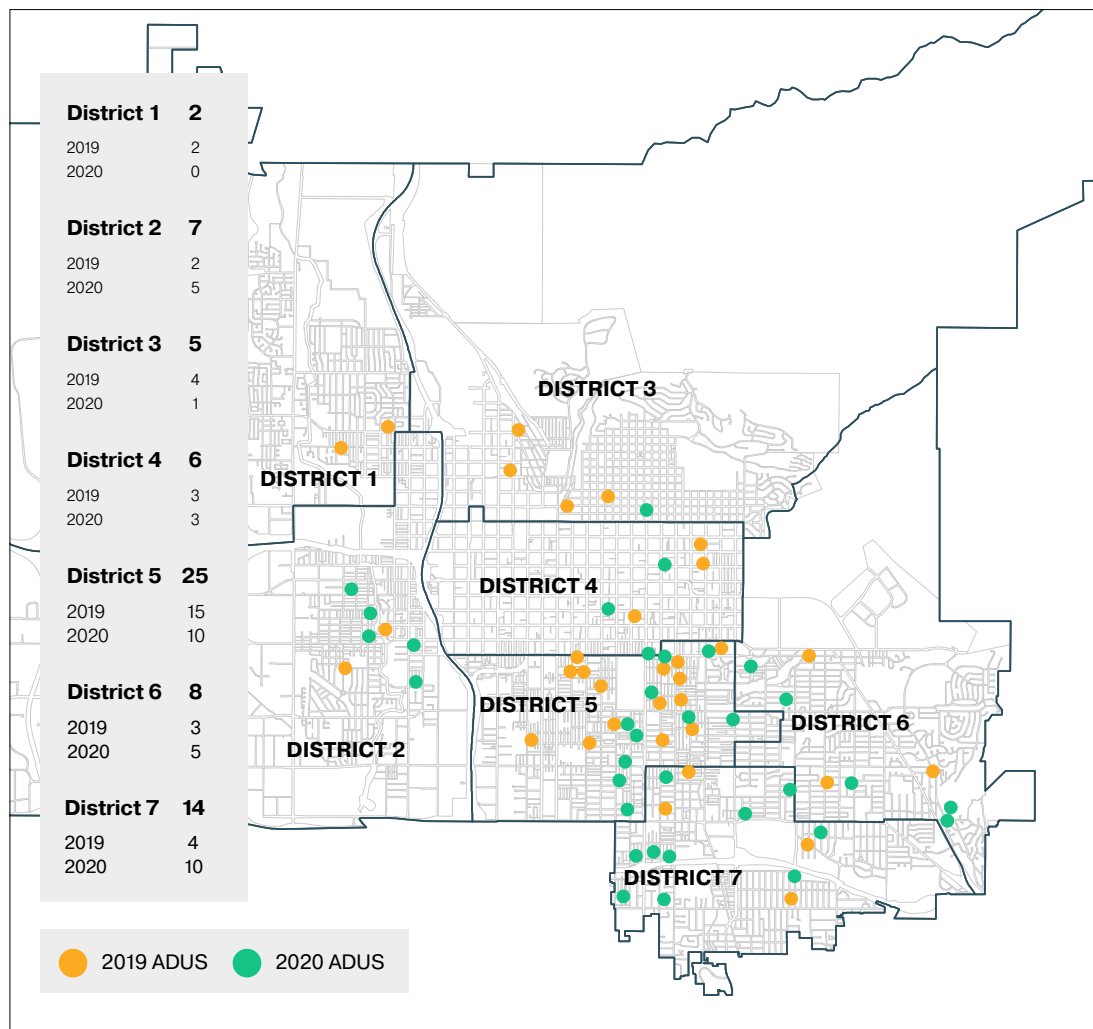 District 1 2
2019 2
2020 0
District 2 7
2019 2
2020 5
District 3 5
2019 4
2020 1
District 4 6
2019 3
2020 3
District 5 25
2019 15
2020 10
District 6 8
2019 3
2020 5
District 7 14
2019 4
2020 10
DISTRICT 3
DISTRICT 1
DISTRICT 4
DISTRICT 5
DISTRICT 6
DISTRICT 2
DISTRICT 7
2019 ADUS
2020 ADUS